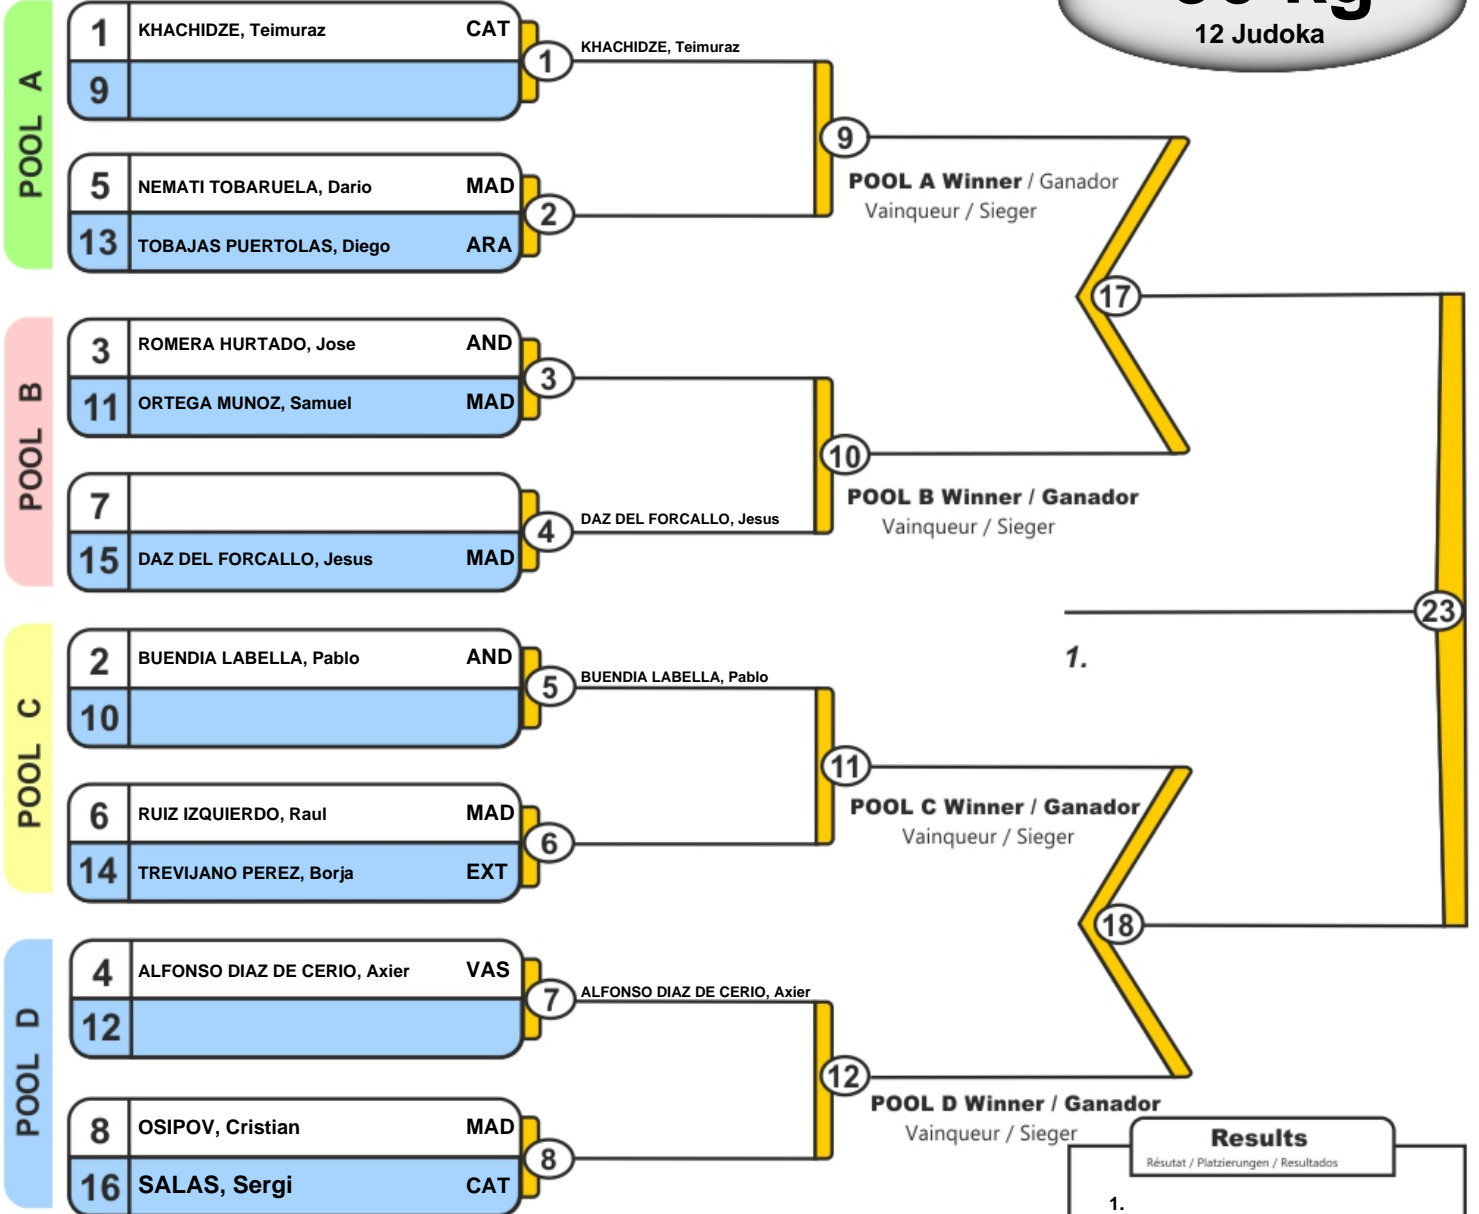 12 Judoka
POOL A
1 KHACHIDZE, Teimuraz CAT
9
1 KHACHIDZE, Teimuraz
5 NEMATI TOBARUELA, Dario MAD
13 TOBAJAS PUERTOLAS, Diego ARA
2
9
POOL A Winner / Ganador
Vainqueur / Sieger
POOL B
3 ROMERA HURTADO, Jose AND
11 ORTEGA MUNOZ, Samuel MAD
3
7
15 DAZ DEL FORCALLO, Jesus MAD
4 DAZ DEL FORCALLO, Jesus
10
POOL B Winner / Ganador
Vainqueur / Sieger
17
POOL C
2 BUENDIA LABELLA, Pablo AND
10
5 BUENDIA LABELLA, Pablo
6 RUIZ IZQUIERDO, Raul MAD
14 TREVIJANO PEREZ, Borja EXT
6
11
POOL C Winner / Ganador
Vainqueur / Sieger
POOL D
4 ALFONSO DIAZ DE CERIO, Axier VAS
12
7 ALFONSO DIAZ DE CERIO, Axier
8 OSIPOV, Cristian MAD
16 SALAS, Sergi CAT
8
12
POOL D Winner / Ganador
Vainqueur / Sieger
18
23
1.
Results
Résutat / Platzierungen / Resultados
1.